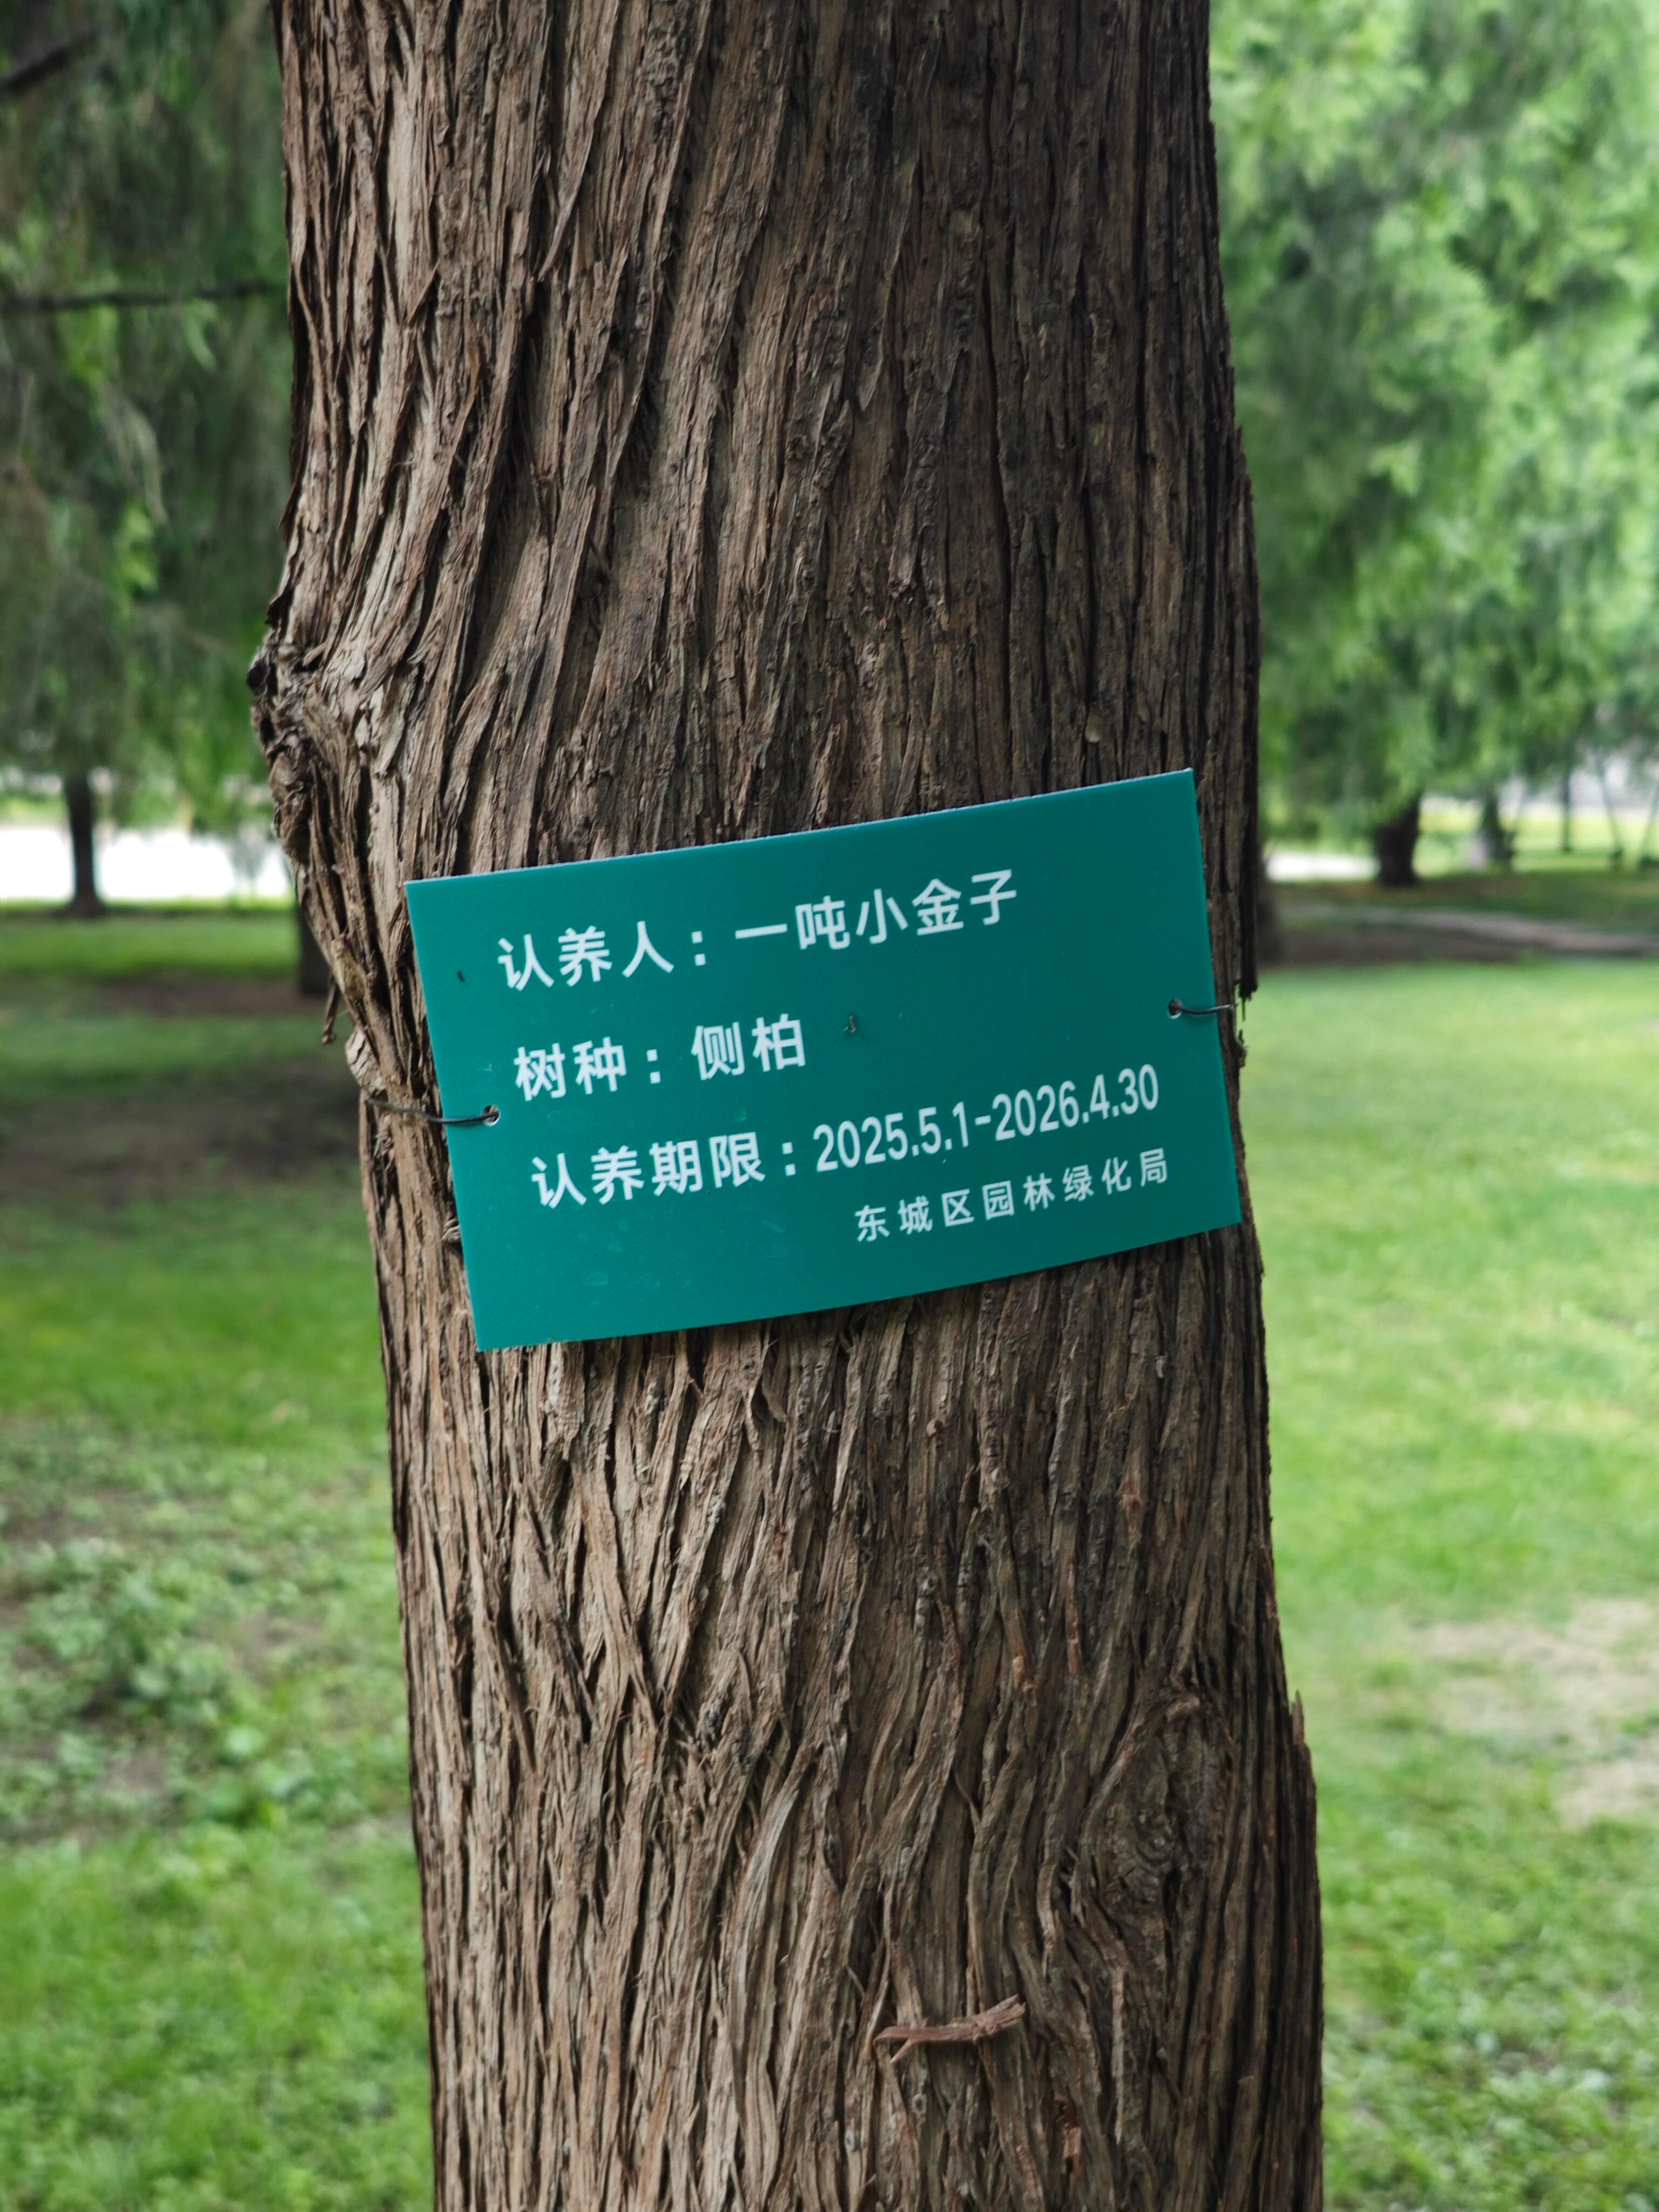 认养人：一吨小金子
树种：侧柏
认养期限：2025.5.1-2026.4.30
东城区园林绿化局